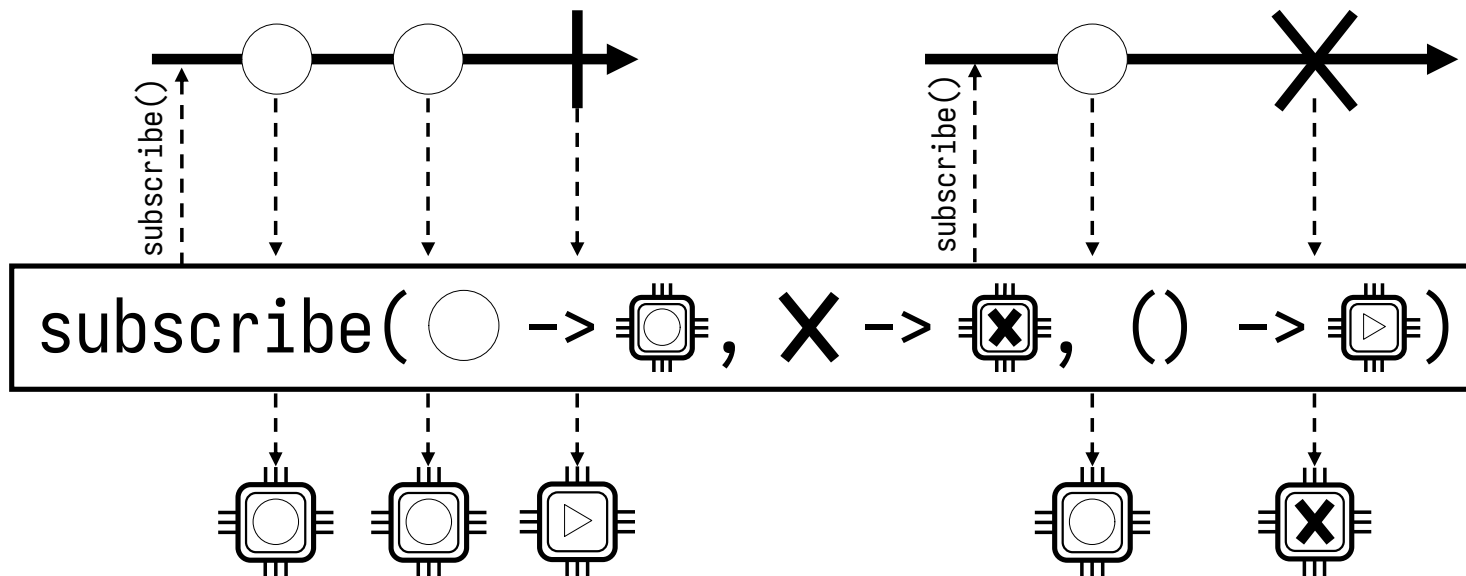 subscribe()
subscribe()
subscribe( -> , -> , () -> )